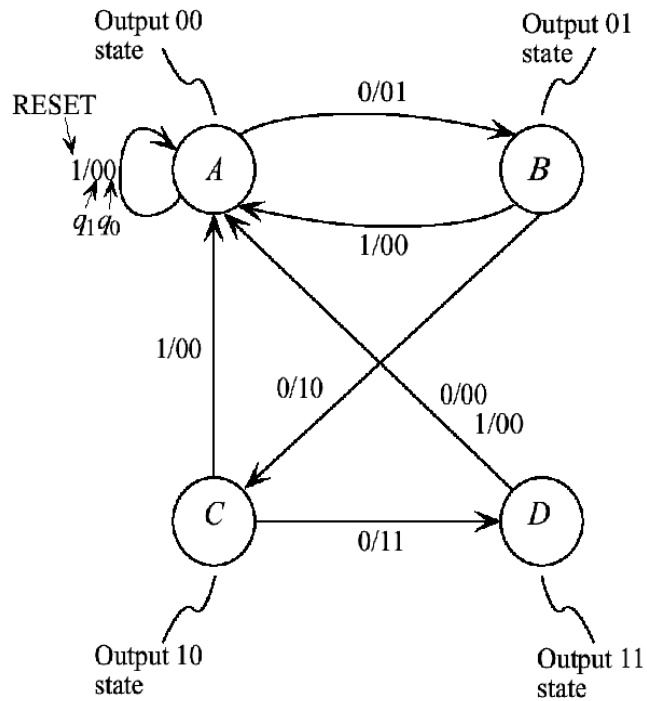 Output 00
state
Output 01
state
RESET
0/01
1/00
A
B
q1q0
1/00
1/00
0/10
0/00
1/00
C
D
0/11
Output 10
state
Output 11
state